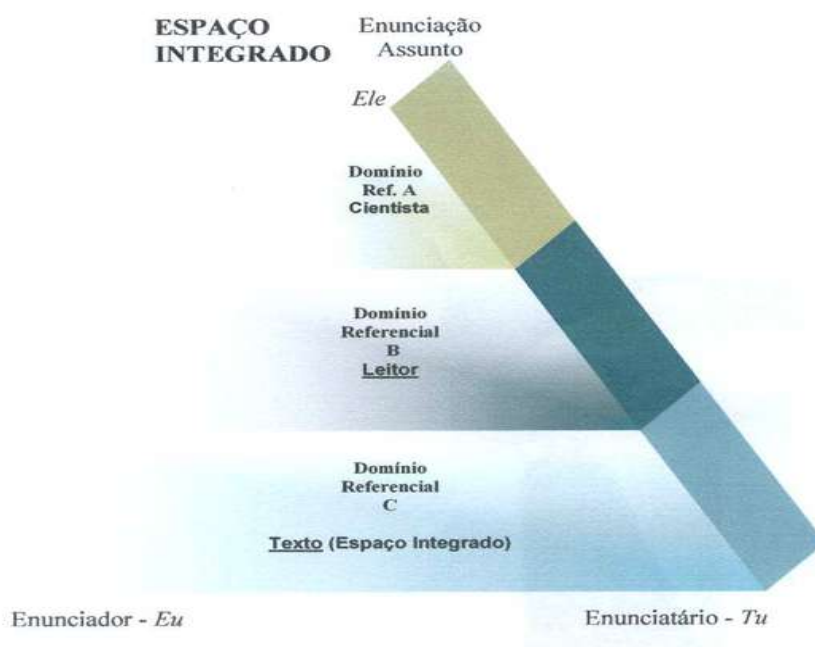 ESPAÇO
INTEGRADO
Enunciação
Assunto
Ele
Domínio
Ref. A
Cientista
Domínio
Referencial
B
Leitor
Domínio
Referencial
C
Texto (Espaço Integrado)
Enunciador - Eu
Enunciatário - Tu